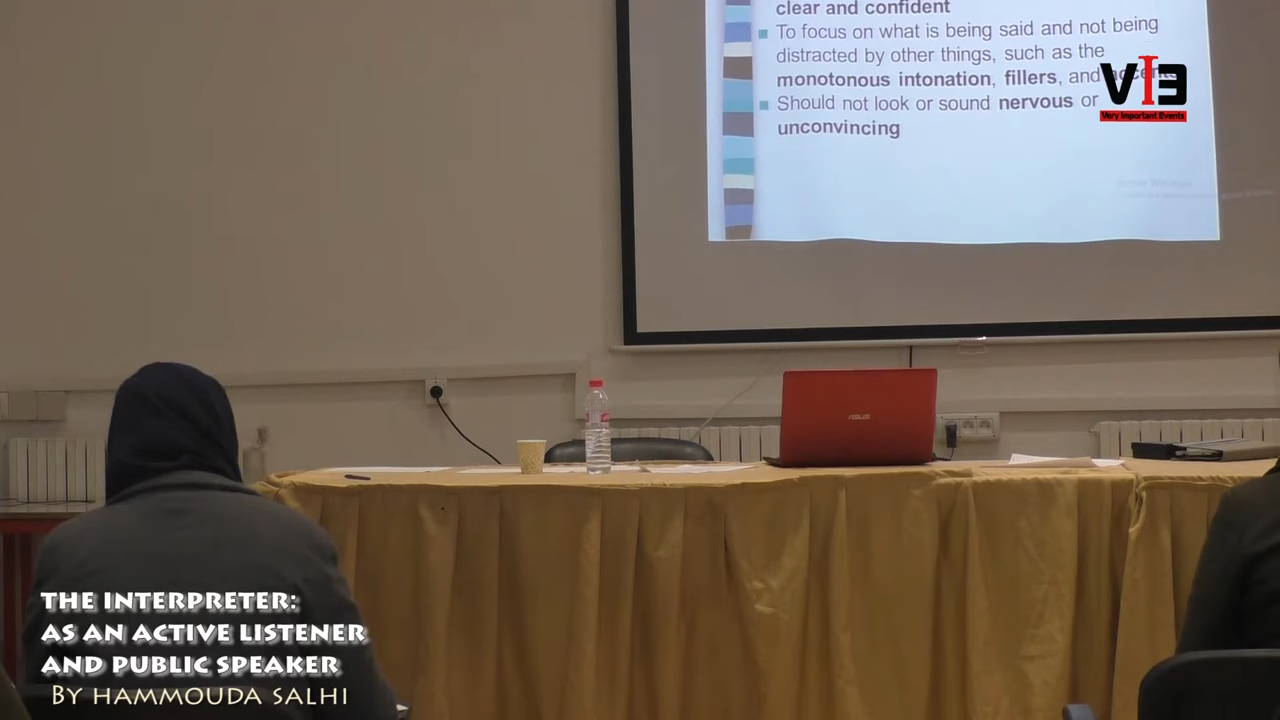 clear and confident
To focus on what is being said and not being
distracted by other things, such as the
monotonous intonation, fillers, and accents
Should not look or sound nervous or
unconvincing
VIE
Very Important Events
ASUS
THE INTERPRETER:
AS AN ACTIVE LISTENER
AND PUBLIC SPEAKER
BY HAMMOUDA SALHI